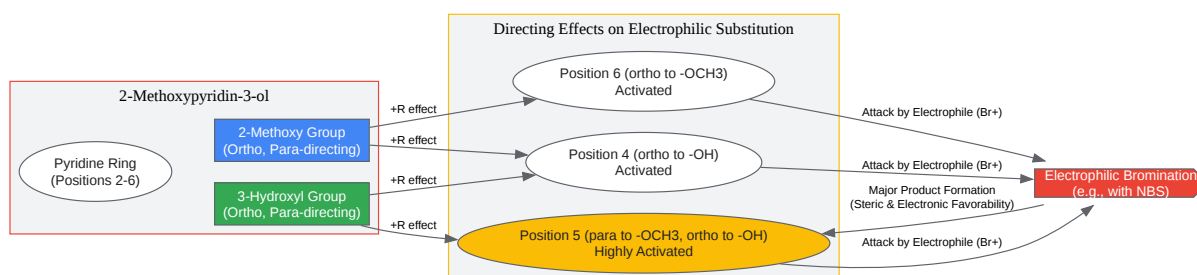 Directing Effects on Electrophilic Substitution
2-Methoxypyridin-3-ol
Pyridine Ring
(Positions 2-6)
2-Methoxy Group
(Ortho, Para-directing)
3-Hydroxyl Group
(Ortho, Para-directing)
+R effect
+R effect
+R effect
+R effect
Position 6 (ortho to -OCH3)
Activated
Position 4 (ortho to -OH)
Activated
Position 5 (para to -OCH3, ortho to -OH)
Highly Activated
Attack by Electrophile (Br+)
Attack by Electrophile (Br+)
Major Product Formation
(Steric & Electronic Favorability)
Attack by Electrophile (Br+)
Electrophilic Bromination
(e.g., with NBS)